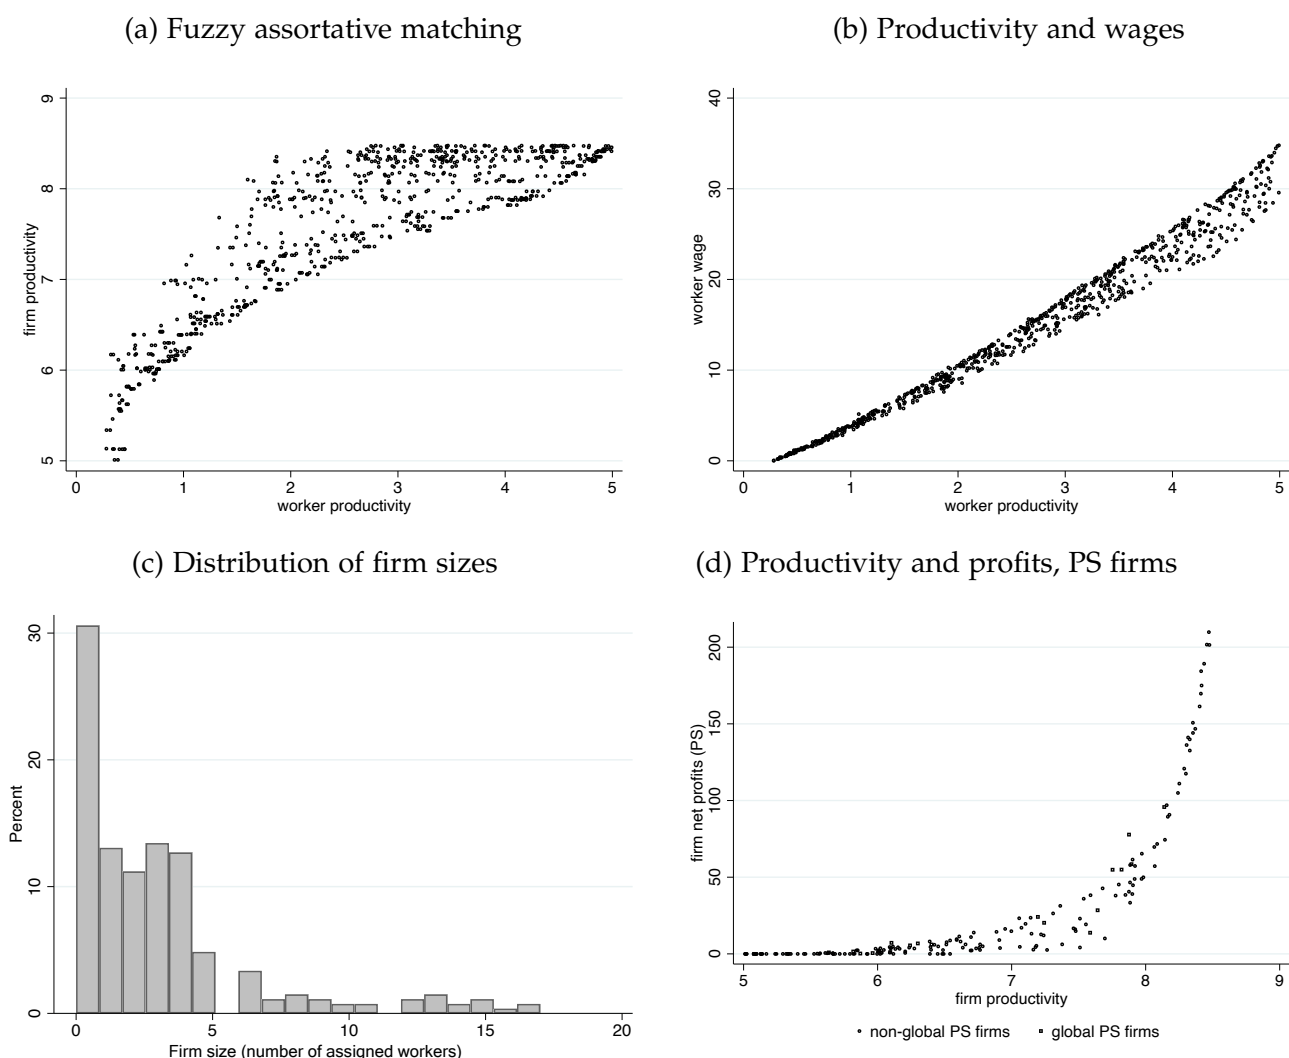 (a) Fuzzy assortative matching
firm productivity
9
8
7
6
5
0 1 2 3 4 5
worker productivity
(b) Productivity and wages
worker wage
40
30
20
10
0
0 1 2 3 4 5
worker productivity
(c) Distribution of firm sizes
Percent
30
20
10
0
0 5 10 15 20
Firm size (number of assigned workers)
(d) Productivity and profits, PS firms
firm net profits (PS)
200
150
100
50
0
5 6 7 8 9
firm productivity
non-global PS firms global PS firms